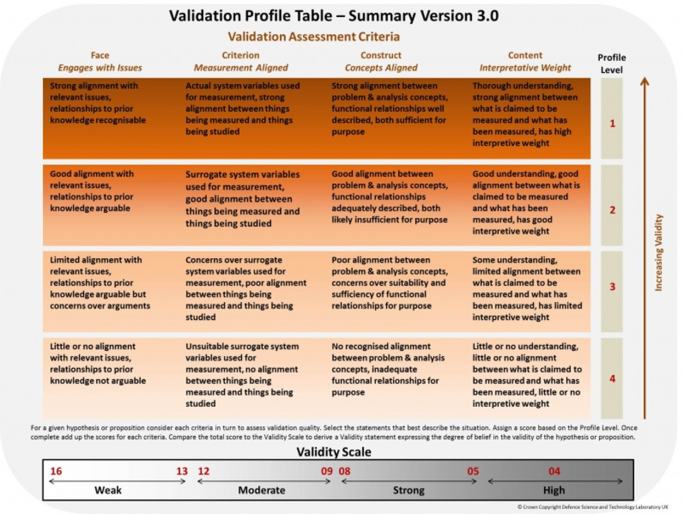 Validation Profile Table – Summary Version 3.0
Validation Assessment Criteria
Face
Engages with Issues
Criterion
Measurement Aligned
Construct
Concepts Aligned
Content
Interpretative Weight
Profile
Level
Strong alignment with
relevant issues,
relationships to prior
knowledge recognisable
Actual system variables used
for measurement, strong
alignment between things
being measured and things
being studied
Strong alignment between
problem & analysis concepts,
functional relationships well
described, both sufficient for
purpose
Thorough understanding,
strong alignment between
what is claimed to be
measured and what has
been measured, has high
interpretive weight
1
Good alignment with
relevant issues,
relationships to prior
knowledge arguable
Surrogate system variables
used for measurement,
good alignment between
things being measured and
things being studied
Good alignment between
problem & analysis concepts,
functional relationships
adequately described, both
likely insufficient for purpose
Good understanding, good
alignment between what is
claimed to be measured
and what has been
measured, has good
interpretive weight
2
Limited alignment with
relevant issues,
relationships to prior
knowledge arguable but
concerns over arguments
Concerns over surrogate
system variables used for
measurement, poor alignment
between things being
measured and things being
studied
Poor alignment between
problem & analysis concepts,
concerns over suitability and
sufficiency of functional
relationships for purpose
Some understanding,
limited alignment between
what is claimed to be
measured and what has
been measured, has limited
interpretive weight
3
Little or no alignment
with relevant issues,
relationships to prior
knowledge not arguable
Unsuitable surrogate system
variables used for
measurement, no alignment
between things being
measured and things being
studied
No recognised alignment
between problem & analysis
concepts, inadequate
functional relationships for
purpose
Little or no understanding,
little or no alignment
between what is claimed to
be measured and what has
been measured, little or no
interpretive weight
4
Increasing Validity
For a given hypothesis or proposition consider each criteria in turn to assess validation quality. Select the statements that best describe the situation. Assign a score based on the Profile Level. Once
complete add up the scores for each criteria. Compare the total score to the Validity Scale to derive a Validity statement expressing the degree of belief in the validity of the hypothesis or proposition.
Validity Scale
16 13 12 09 08 05 04
Weak Moderate Strong High
© Crown Copyright Defence Science and Technology Laboratory UK